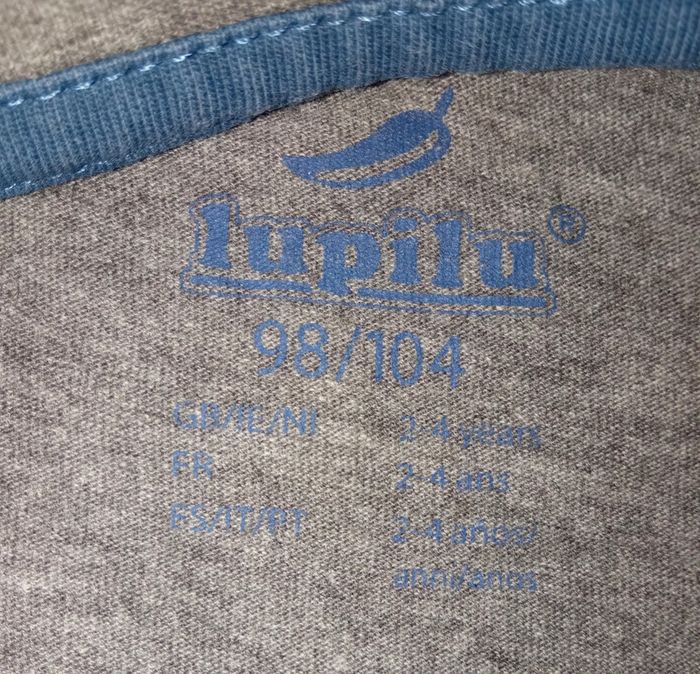 lupilu®
98/104
GB/IE/NI 2-4 years
FR 2-4 ans
ES/IT/PT 2-4 años/
anni/anos